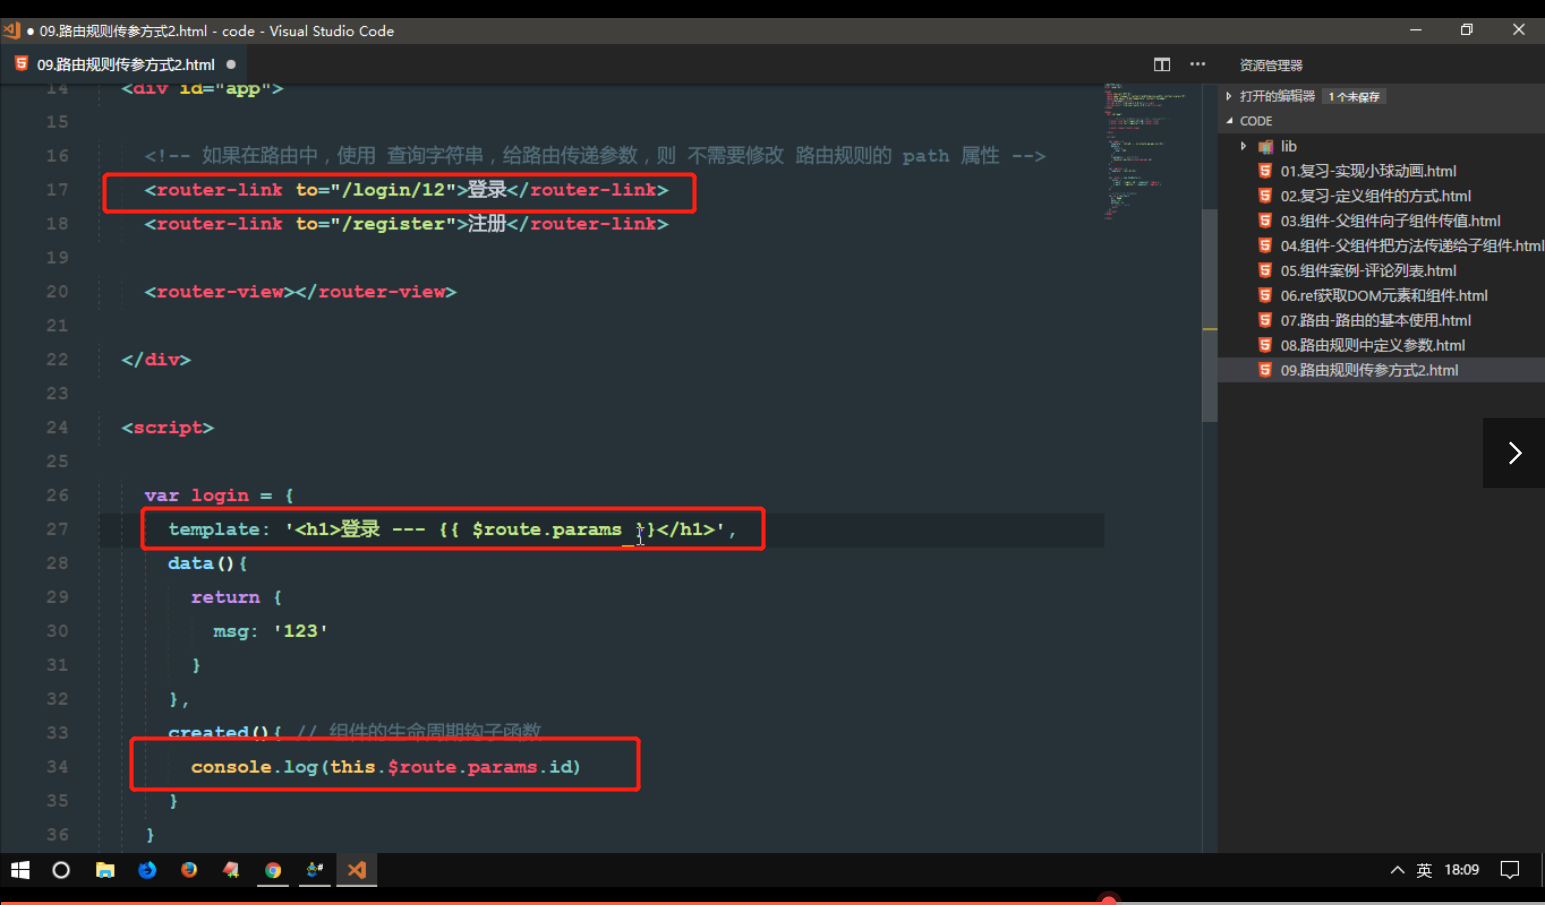 09.路由规则传参方式2.html - code - Visual Studio Code
09.路由规则传参方式2.html
资源管理器
14 <div id="app">
15
16 <!-- 如果在路由中，使用 查询字符串，给路由传递参数，则 不需要修改 路由规则的 path 属性 -->
17 <router-link to="/login/12">登录</router-link>
18 <router-link to="/register">注册</router-link>
19
20 <router-view></router-view>
21
22 </div>
23
24 <script>
25
26 var login = {
27 template: '<h1>登录 --- {{ $route.params }}</h1>',
28 data(){
29 return {
30 msg: '123'
31 }
32 },
33 created(){ // 组件的生命周期钩子函数
34 console.log(this.$route.params.id)
35 }
36 }
打开的编辑器 1 个未保存
CODE
lib
01.复习-实现小球动画.html
02.复习-定义组件的方式.html
03.组件-父组件向子组件传值.html
04.组件-父组件把方法传递给子组件.html
05.组件案例-评论列表.html
06.ref获取DOM元素和组件.html
07.路由-路由的基本使用.html
08.路由规则中定义参数.html
09.路由规则传参方式2.html
英 18:09